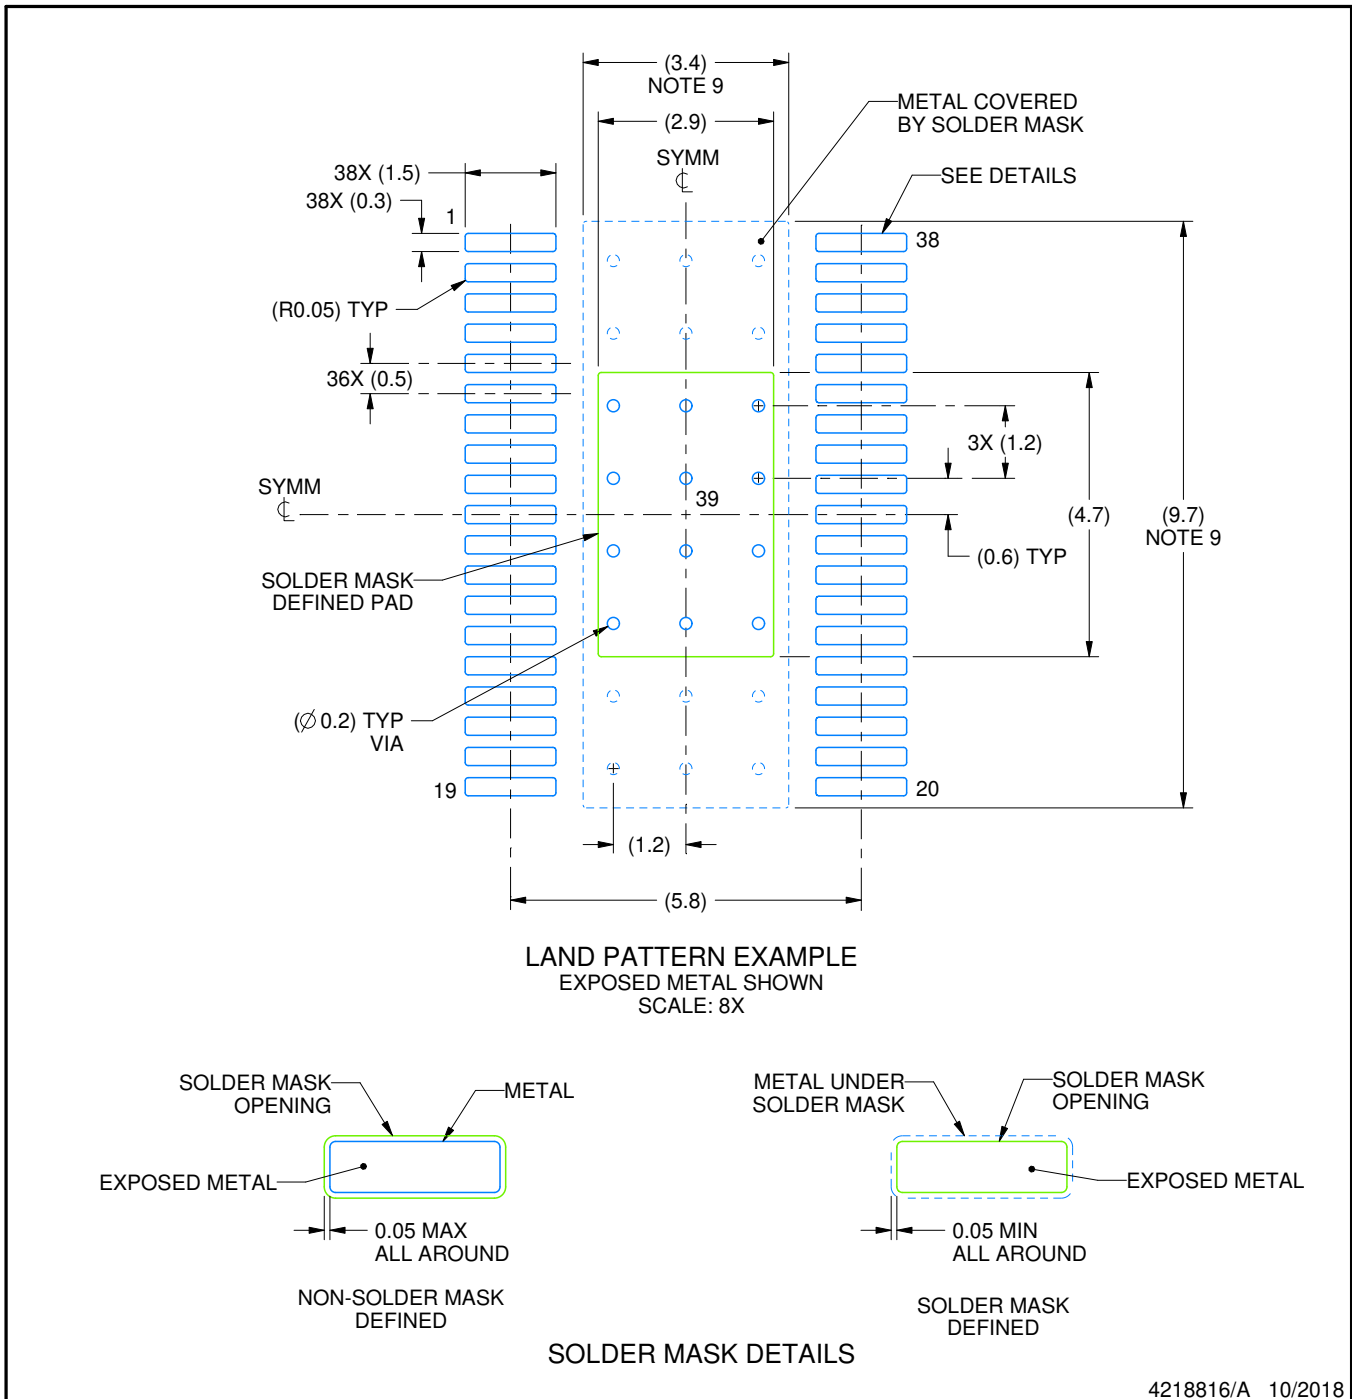 (3.4)
NOTE 9
METAL COVERED
BY SOLDER MASK
(2.9)
SYMM
℄
38X (1.5)
SEE DETAILS
38X (0.3)
1
38
(R0.05) TYP
36X (0.5)
3X (1.2)
SYMM
℄
39
(4.7)
(9.7)
NOTE 9
(0.6) TYP
SOLDER MASK
DEFINED PAD
(∅ 0.2) TYP
VIA
19
20
(1.2)
(5.8)
LAND PATTERN EXAMPLE
EXPOSED METAL SHOWN
SCALE: 8X
SOLDER MASK
OPENING
METAL
EXPOSED METAL
0.05 MAX
ALL AROUND
NON-SOLDER MASK
DEFINED
METAL UNDER
SOLDER MASK
SOLDER MASK
OPENING
EXPOSED METAL
0.05 MIN
ALL AROUND
SOLDER MASK
DEFINED
SOLDER MASK DETAILS
4218816/A 10/2018